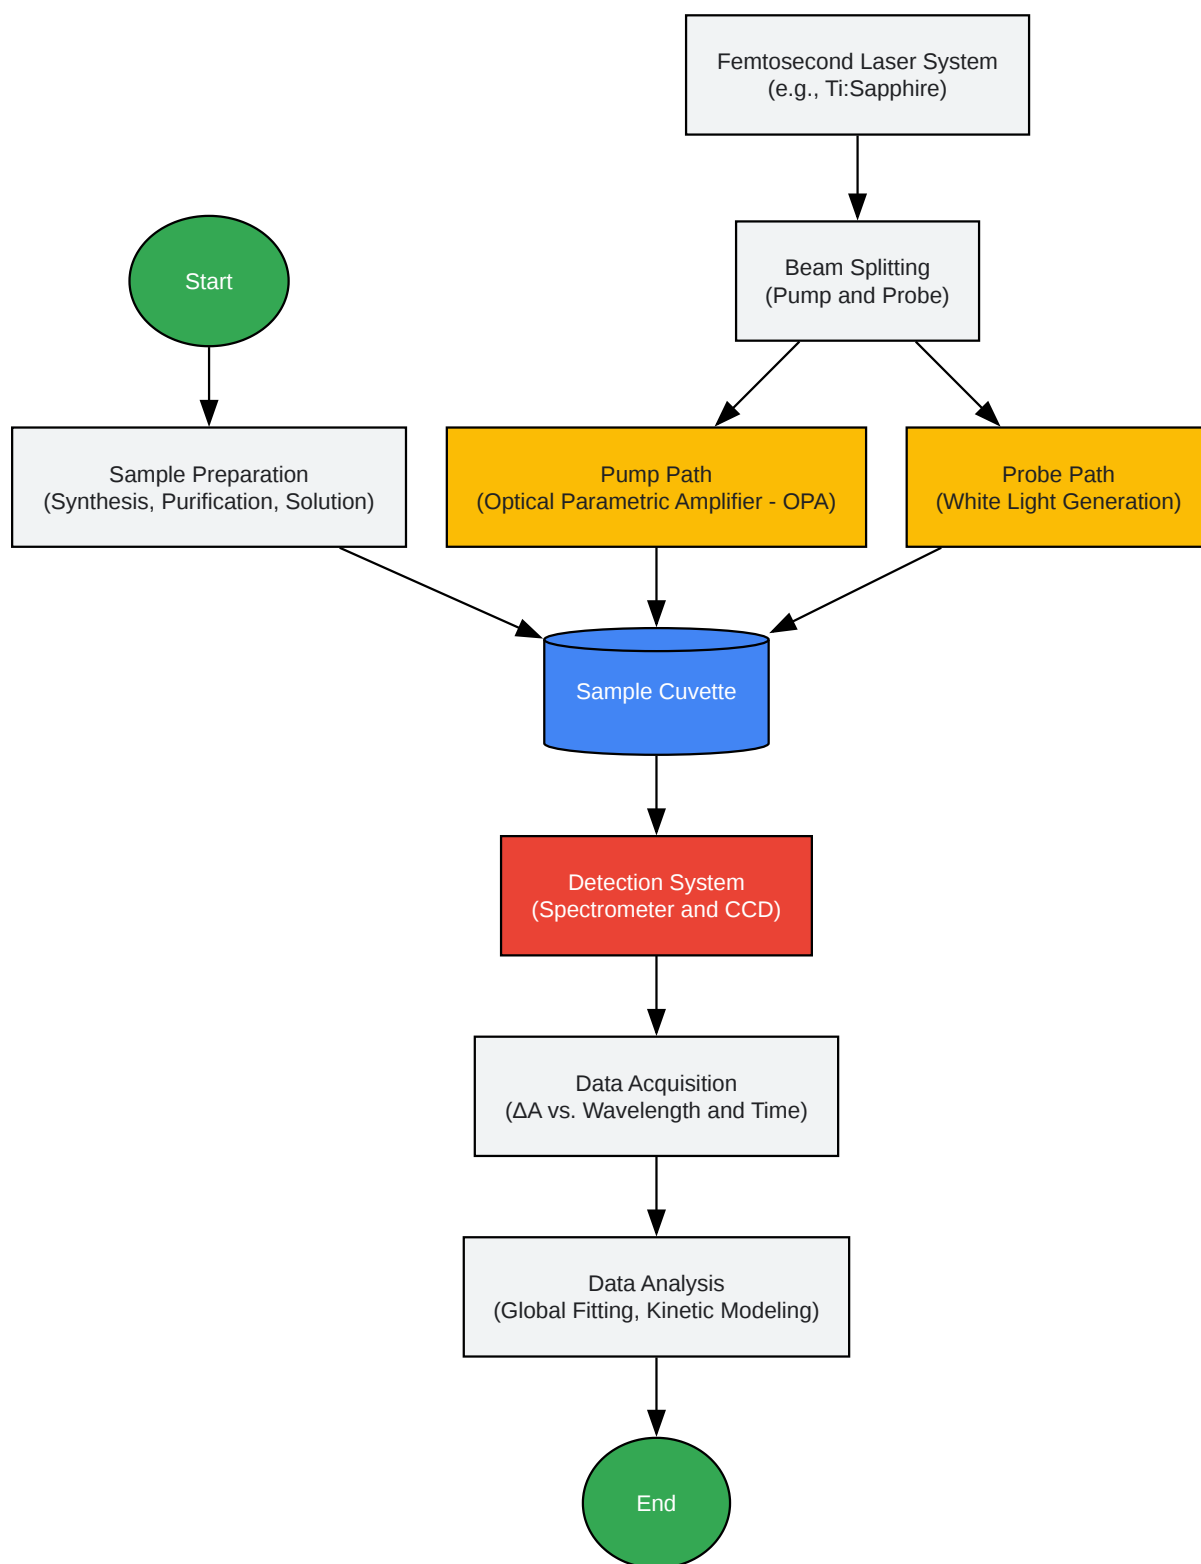 Femtosecond Laser System
(e.g., Ti:Sapphire)
Beam Splitting
(Pump and Probe)
Start
Sample Preparation
(Synthesis, Purification, Solution)
Pump Path
(Optical Parametric Amplifier - OPA)
Probe Path
(White Light Generation)
Sample Cuvette
Detection System
(Spectrometer and CCD)
Data Acquisition
(ΔA vs. Wavelength and Time)
Data Analysis
(Global Fitting, Kinetic Modeling)
End